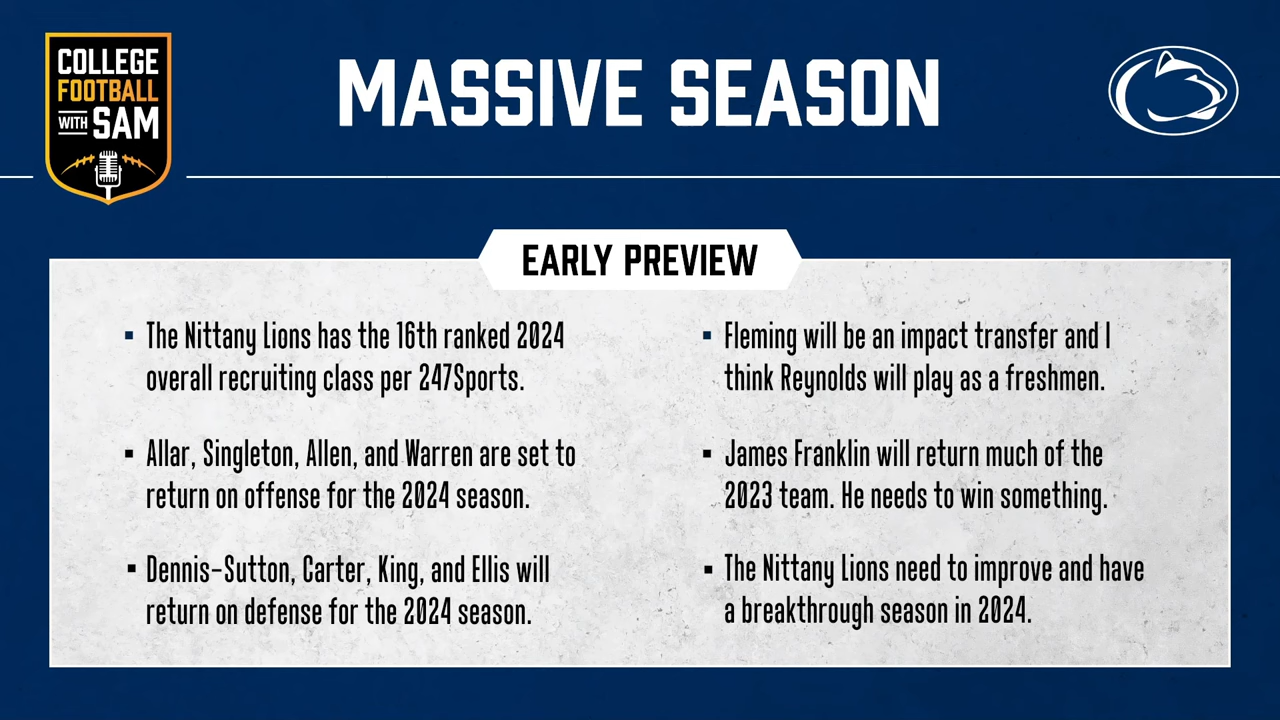 COLLEGE
FOOTBALL
WITH SAM
MASSIVE SEASON
EARLY PREVIEW
▪ The Nittany Lions has the 16th ranked 2024
overall recruiting class per 247Sports.
▪ Allar, Singleton, Allen, and Warren are set to
return on offense for the 2024 season.
▪ Dennis-Sutton, Carter, King, and Ellis will
return on defense for the 2024 season.
▪ Fleming will be an impact transfer and I
think Reynolds will play as a freshmen.
▪ James Franklin will return much of the
2023 team. He needs to win something.
▪ The Nittany Lions need to improve and have
a breakthrough season in 2024.